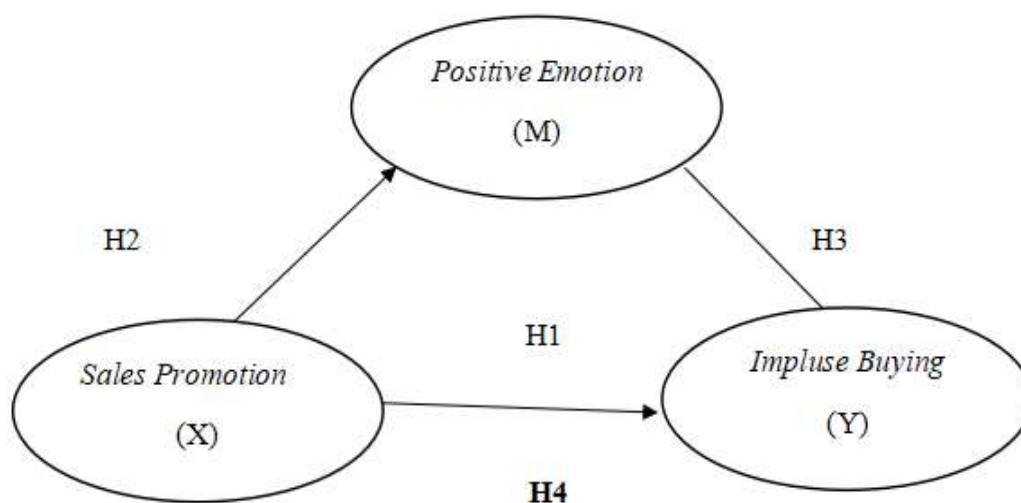 Positive Emotion
(M)
H2
H3
H1
Sales Promotion
(X)
Impluse Buying
(Y)
H4